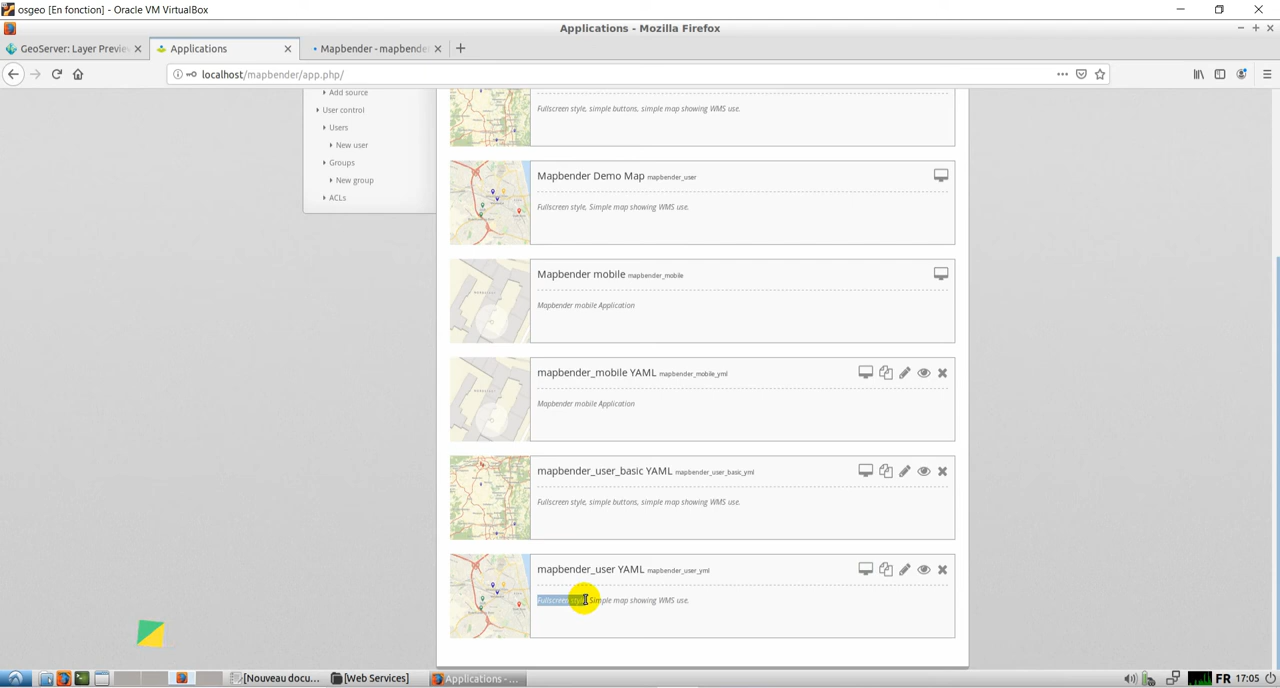 osgeo [En fonction] - Oracle VM VirtualBox
Applications - Mozilla Firefox
GeoServer: Layer Preview
Applications
Mapbender - mapbende
localhost/mapbender/app.php/
Add source
User control
Users
New user
Groups
New group
ACLs
Fullscreen style, simple buttons, simple map showing WMS use.
Mapbender Demo Map mapbender_user
Fullscreen style, Simple map showing WMS use.
Mapbender mobile mapbender_mobile
Mapbender mobile Application
mapbender_mobile YAML mapbender_mobile_yml
Mapbender mobile Application
mapbender_user_basic YAML mapbender_user_basic_yml
Fullscreen style, simple buttons, simple map showing WMS use.
mapbender_user YAML mapbender_user_yml
Fullscreen style, Simple map showing WMS use.
[Nouveau docu...
[Web Services]
Applications - ...
FR 17:05